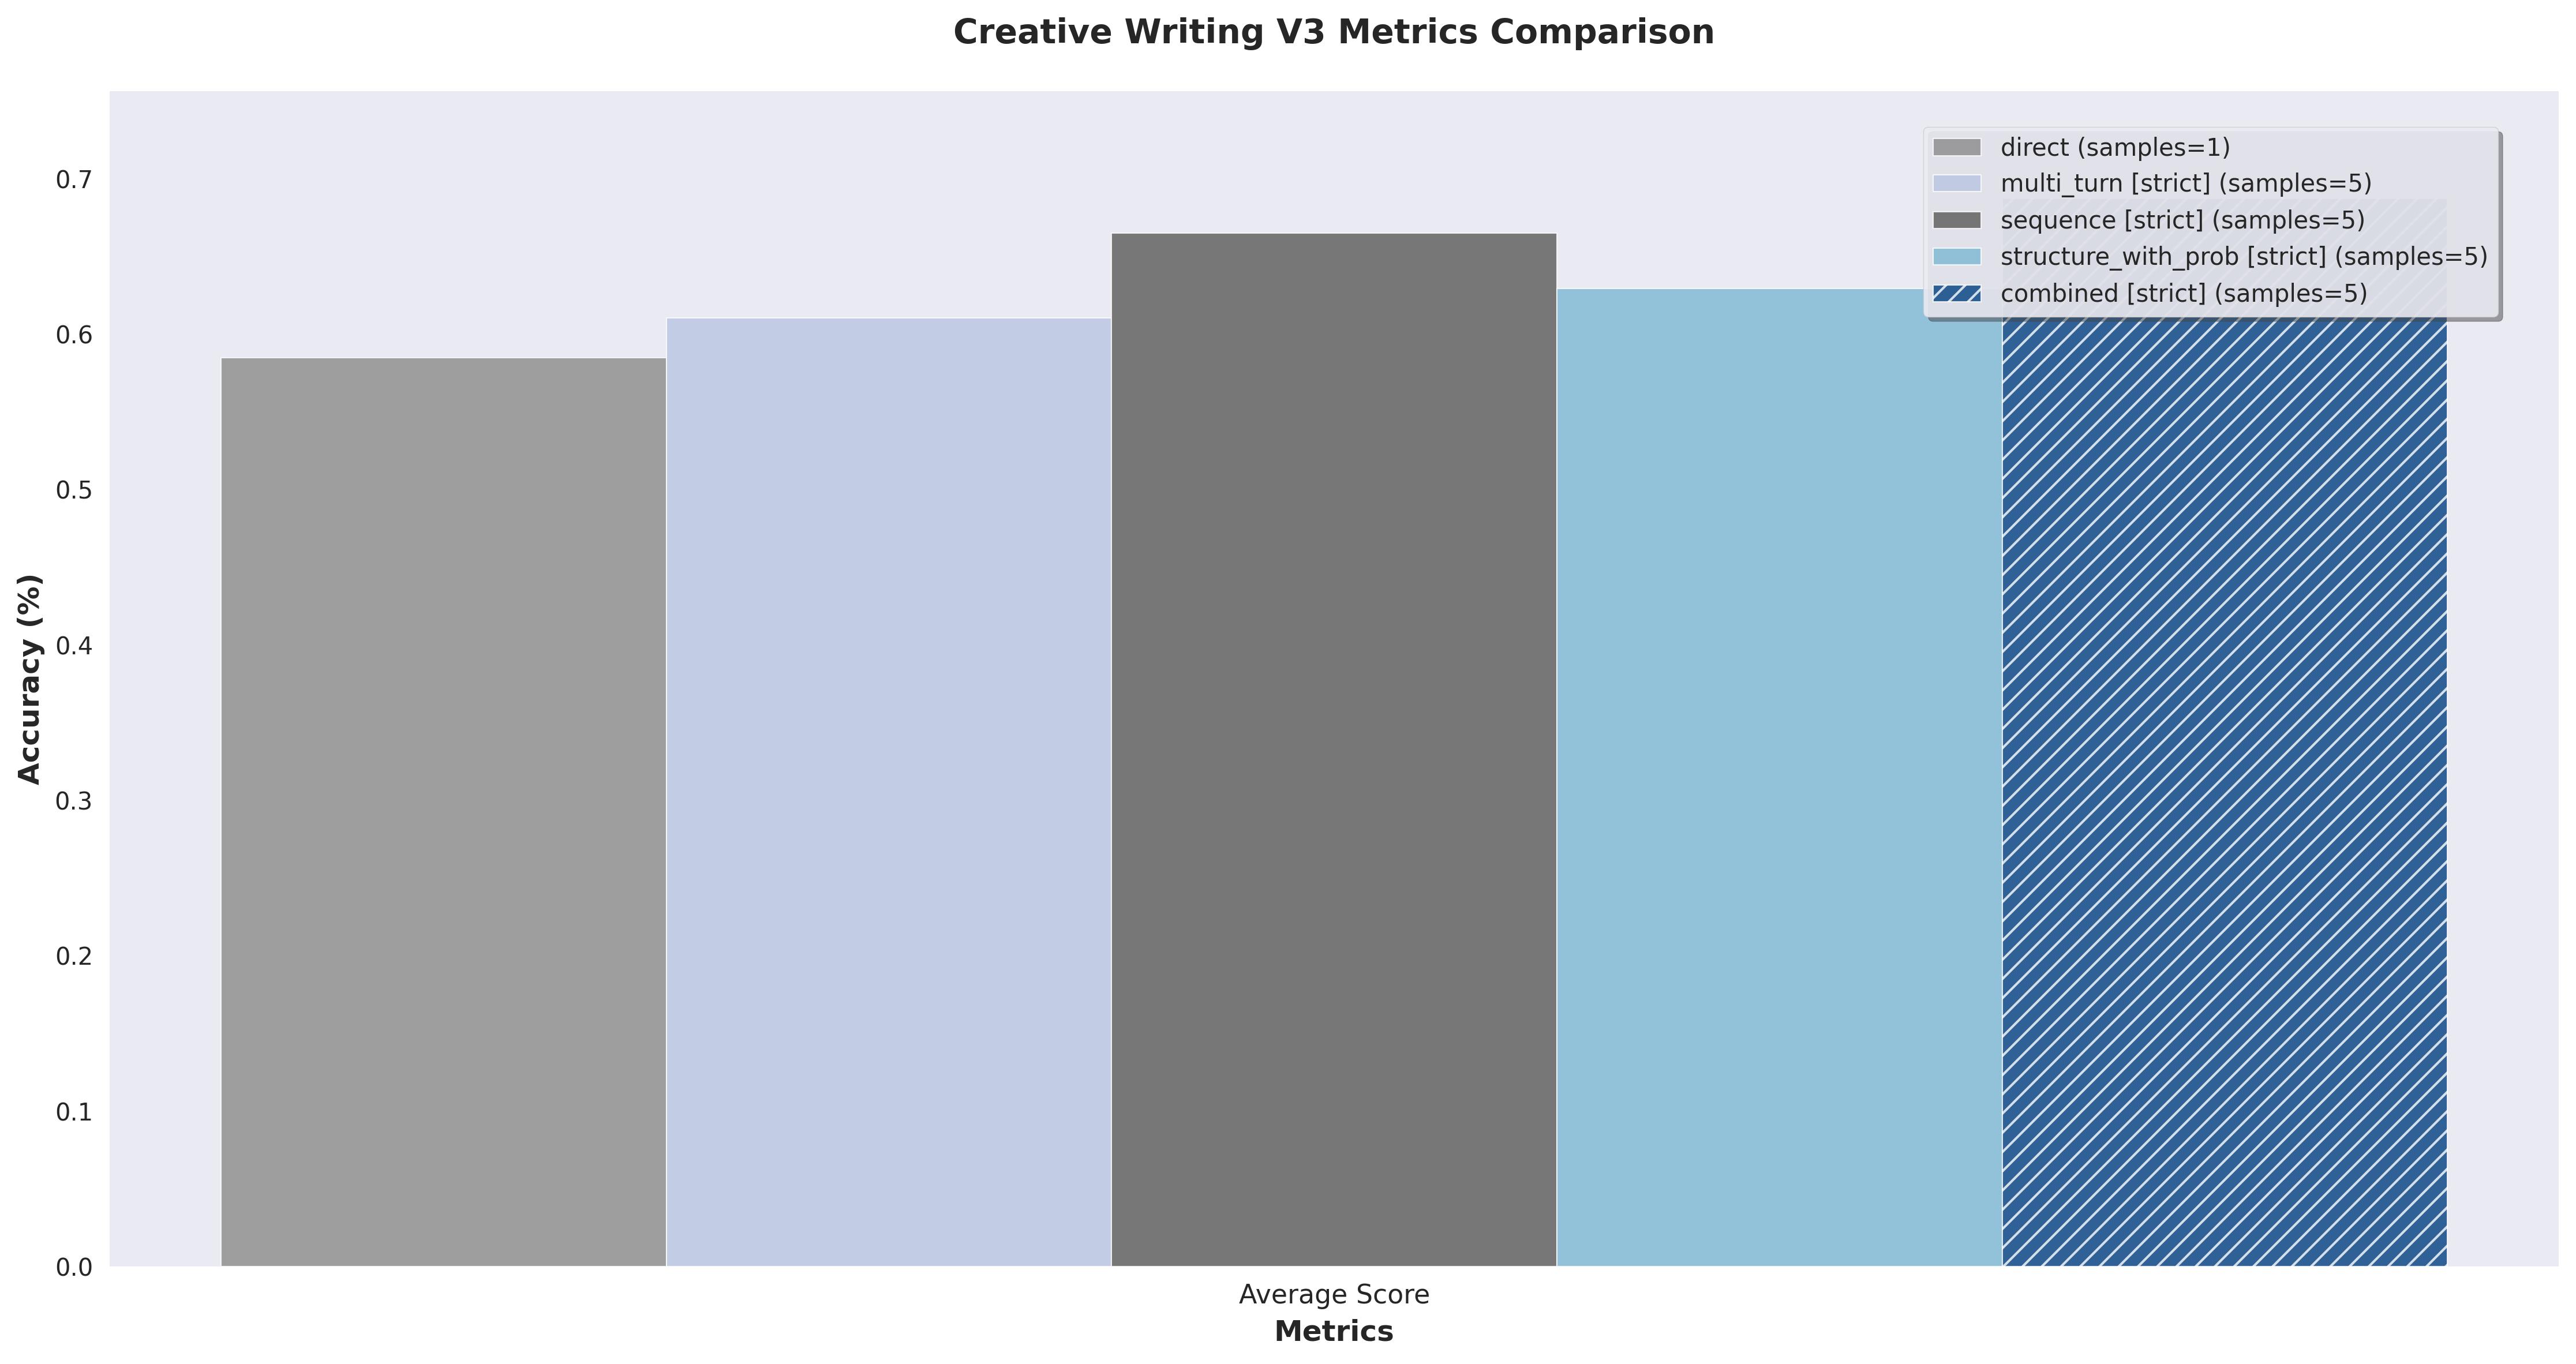 Creative Writing V3 Metrics Comparison
direct (samples=1)
multi_turn [strict] (samples=5)
sequence [strict] (samples=5)
structure_with_prob [strict] (samples=5)
combined [strict] (samples=5)
Accuracy (%)
0.7
0.6
0.5
0.4
0.3
0.2
0.1
0.0
Average Score
Metrics